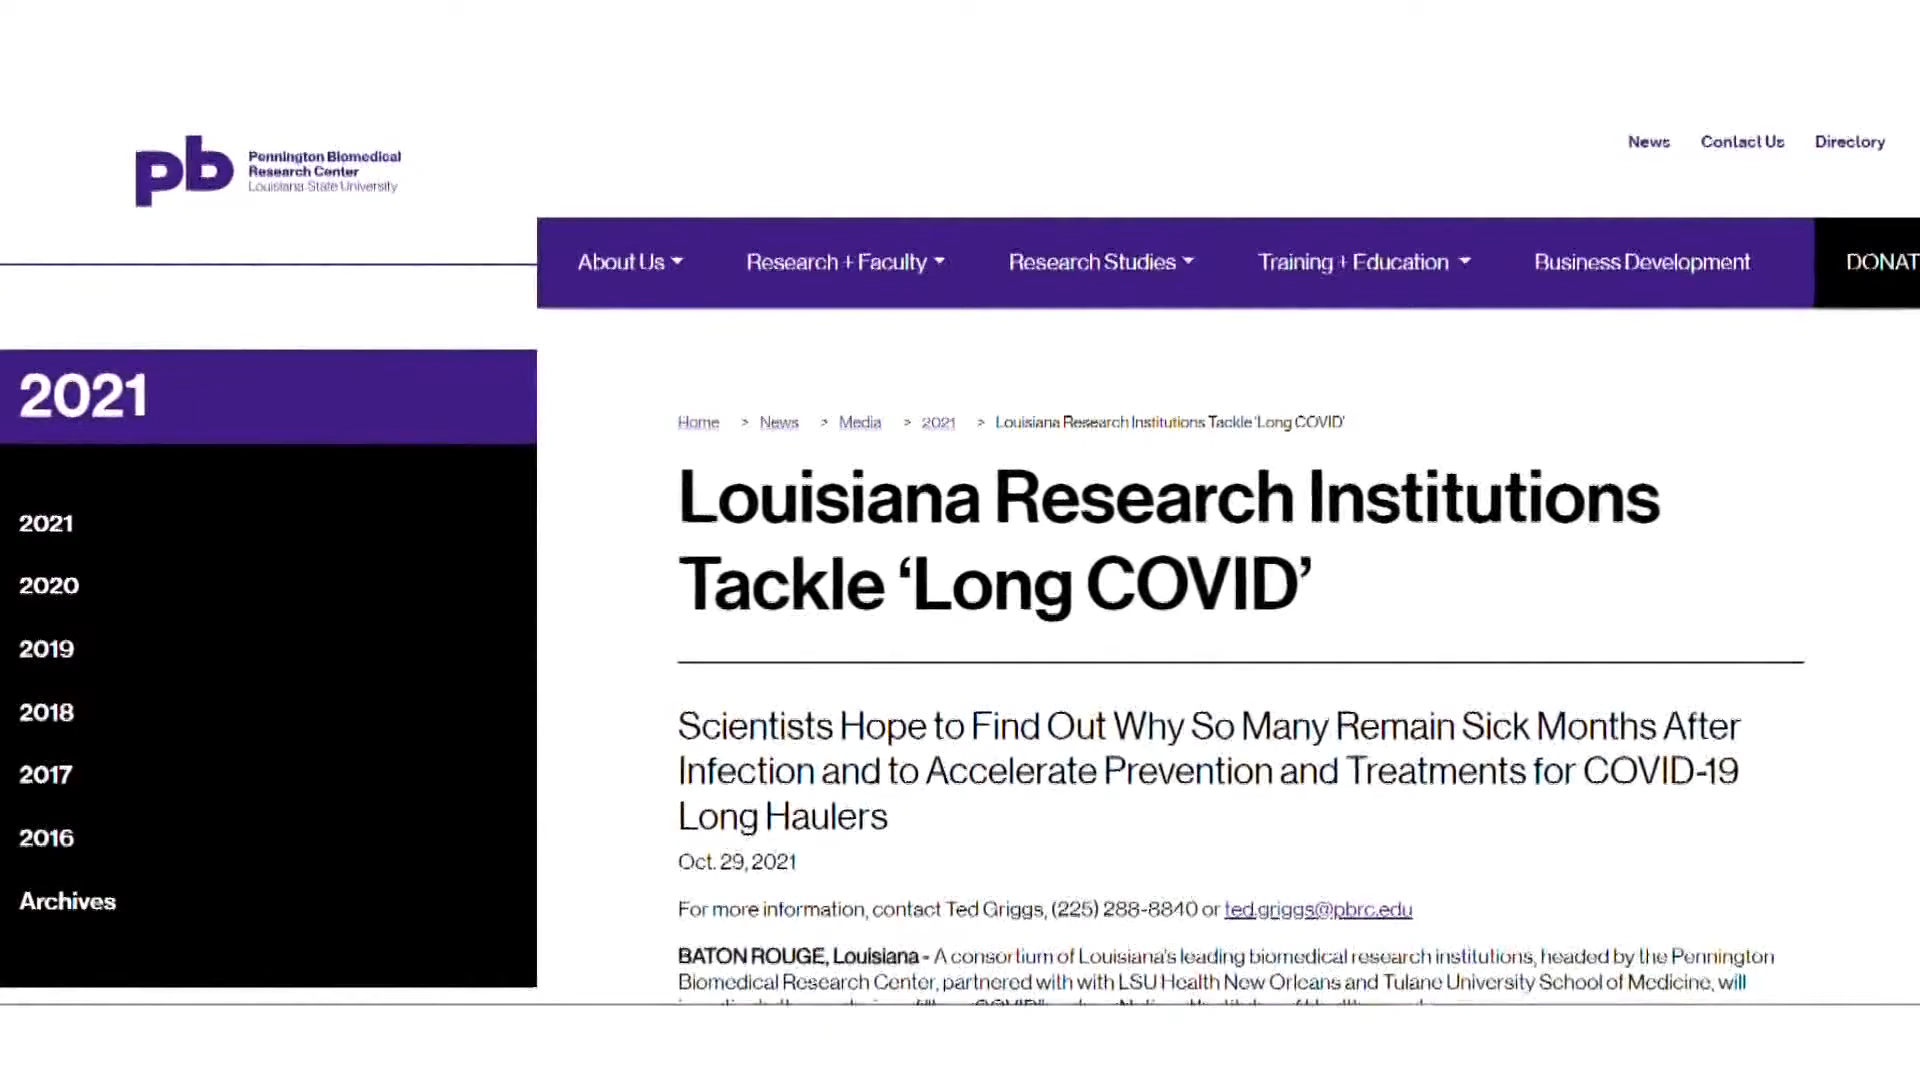 pb
Pennington Biomedical
Research Center
Louisiana State University
News Contact Us Directory
About Us Research + Faculty Research Studies Training + Education Business Development DONAT
2021
2021
2020
2019
2018
2017
2016
Archives
Home > News > Media > 2021 > Louisiana Research Institutions Tackle ‘Long COVID’
Louisiana Research Institutions
Tackle ‘Long COVID’
Scientists Hope to Find Out Why So Many Remain Sick Months After
Infection and to Accelerate Prevention and Treatments for COVID-19
Long Haulers
Oct. 29, 2021
For more information, contact Ted Griggs, (225) 288-8840 or ted.griggs@pbrc.edu
BATON ROUGE, Louisiana - A consortium of Louisiana’s leading biomedical research institutions, headed by the Pennington
Biomedical Research Center, partnered with with LSU Health New Orleans and Tulane University School of Medicine, will